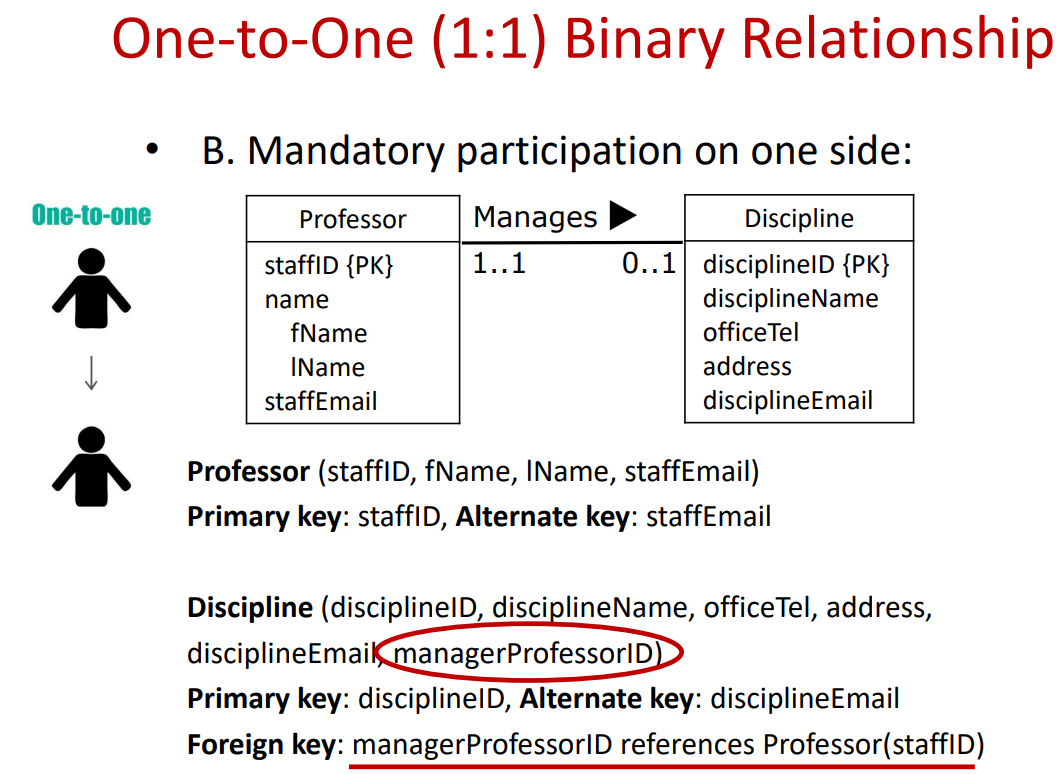 One-to-One (1:1) Binary Relationship
• B. Mandatory participation on one side:
One-to-one
Professor
Manages ▶
Discipline
staffID {PK}
name
fName
lName
staffEmail
1..1
0..1
disciplineID {PK}
disciplineName
officeTel
address
disciplineEmail
Professor (staffID, fName, lName, staffEmail)
Primary key: staffID, Alternate key: staffEmail
Discipline (disciplineID, disciplineName, officeTel, address,
disciplineEmail, managerProfessorID)
Primary key: disciplineID, Alternate key: disciplineEmail
Foreign key: managerProfessorID references Professor(staffID)